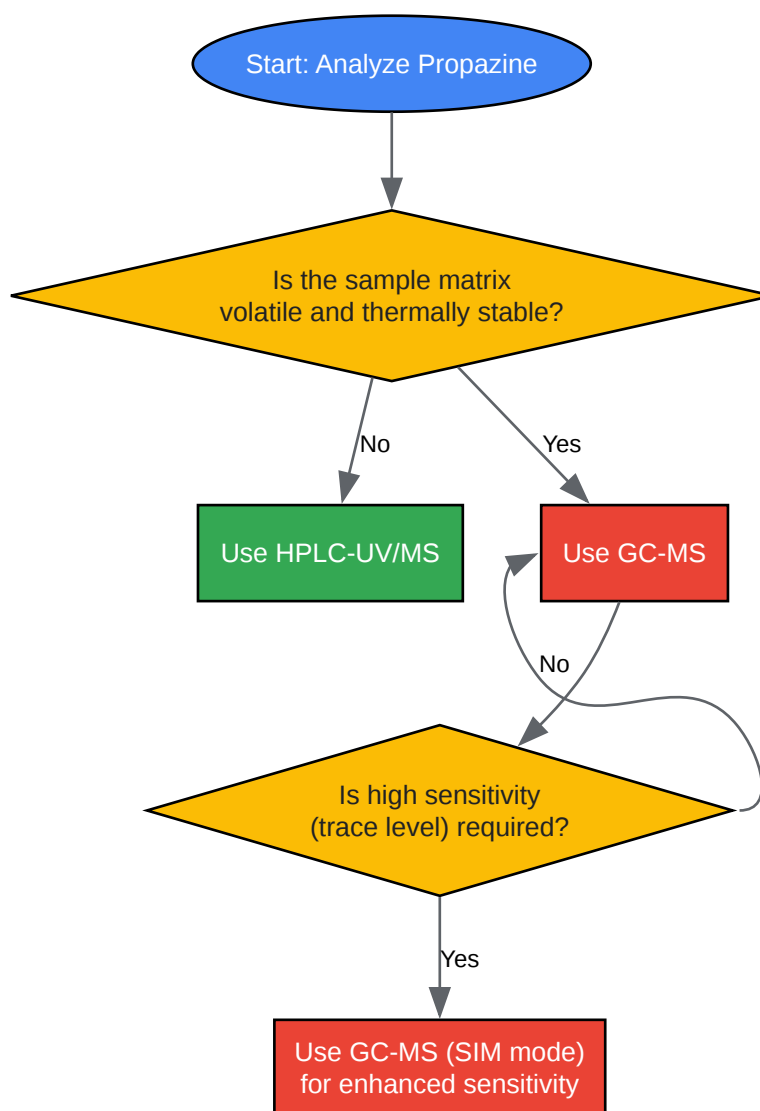 Start: Analyze Propazine
Is the sample matrix
volatile and thermally stable?
No
Yes
Use HPLC-UV/MS
Use GC-MS
No
Is high sensitivity
(trace level) required?
Yes
Use GC-MS (SIM mode)
for enhanced sensitivity